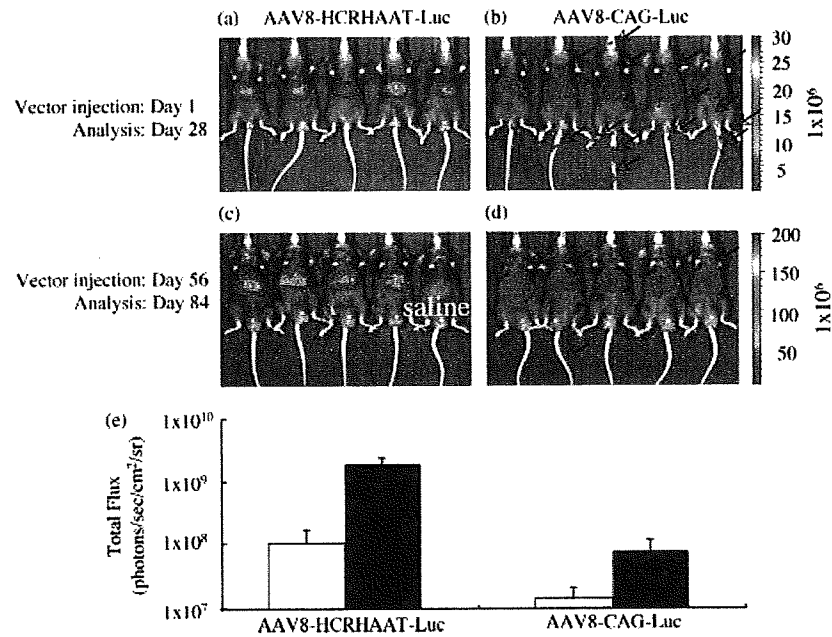 (a) AAV8-HCRHAAT-Luc
(b) AAV8-CAG-Luc
Vector injection: Day 1
Analysis: Day 28
30
25
20
15
10
5
1x10⁶
(c)
(d)
Vector injection: Day 56
Analysis: Day 84
saline
200
150
100
50
1x10⁶
(e)
Total Flux
(photons/sec/cm²/sr)
1x10¹⁰
1x10⁹
1x10⁸
1x10⁷
AAV8-HCRHAAT-Luc
AAV8-CAG-Luc